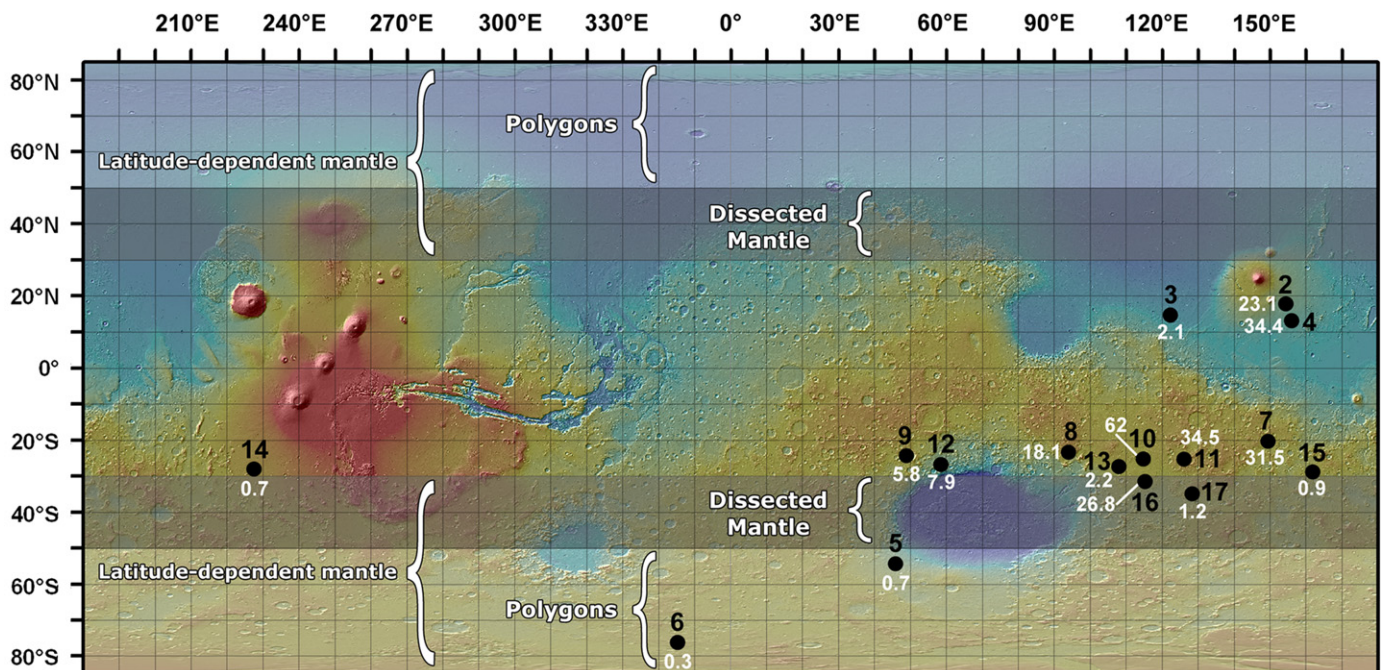 210°E 240°E 270°E 300°E 330°E 0° 30°E 60°E 90°E 120°E 150°E
80°N
Polygons
60°N
Latitude-dependent mantle
40°N
Dissected
Mantle
20°N
3
2.1
2
23.1
34.4 4
0°
20°S
14
0.7
9
5.8
12
7.9
8
18.1
62
10
13
2.2
34.5
11
7
31.5
15
0.9
26.8
16
17
1.2
40°S
Dissected
Mantle
5
0.7
Latitude-dependent mantle
60°S
Polygons
6
0.3
80°S